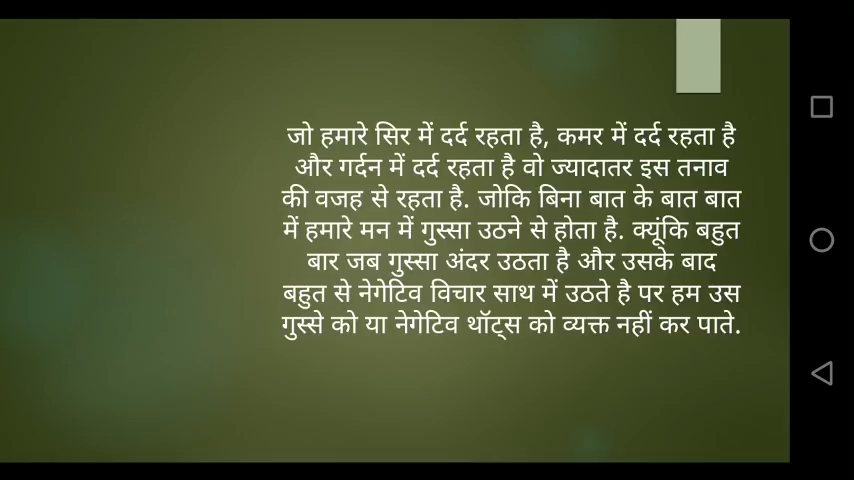 जो हमारे सिर में दर्द रहता है, कमर में दर्द रहता है
और गर्दन में दर्द रहता है वो ज्यादातर इस तनाव
की वजह से रहता है. जोकि बिना बात के बात बात
में हमारे मन में गुस्सा उठने से होता है. क्यूंकि बहुत
बार जब गुस्सा अंदर उठता है और उसके बाद
बहुत से नेगेटिव विचार साथ में उठते है पर हम उस
गुस्से को या नेगेटिव थॉट्स को व्यक्त नहीं कर पाते.